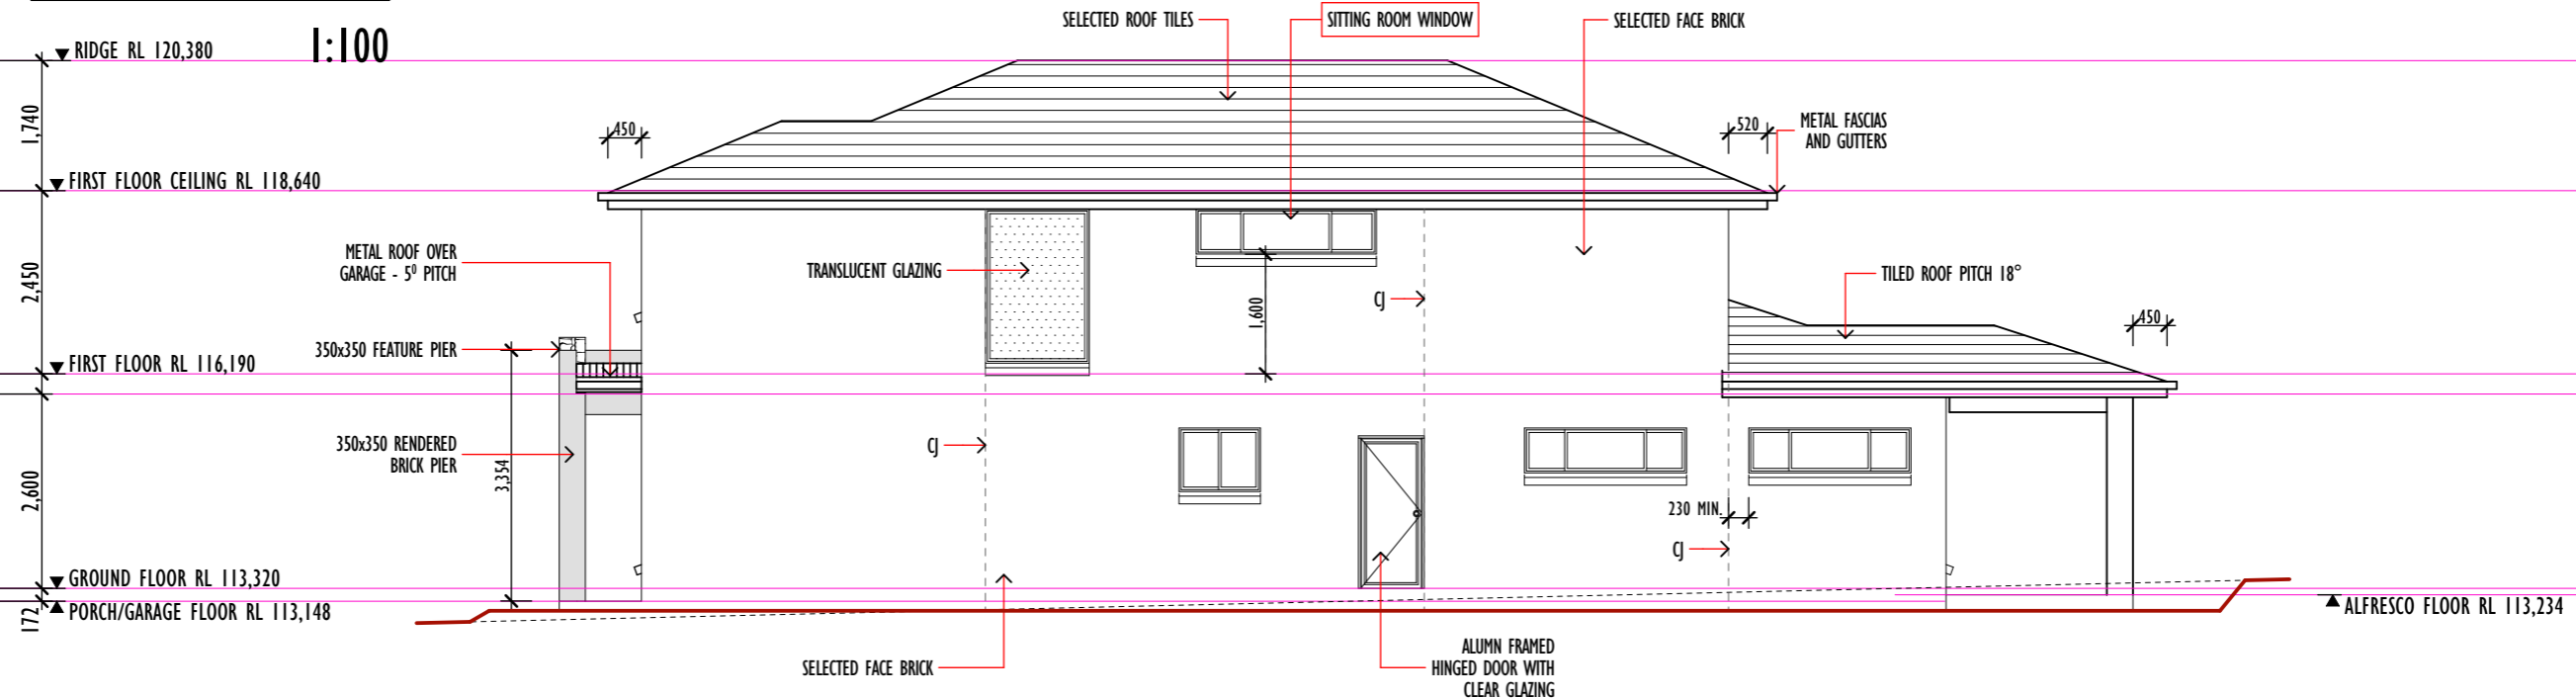 1:100
SELECTED ROOF TILES
SITTING ROOM WINDOW
SELECTED FACE BRICK
RIDGE RL 120,380
1,740
450
520
METAL FASCIAS
AND GUTTERS
FIRST FLOOR CEILING RL 118,640
2,450
METAL ROOF OVER
GARAGE - 5⁰ PITCH
TRANSLUCENT GLAZING
CJ
1,600
TILED ROOF PITCH 18°
450
350x350 FEATURE PIER
FIRST FLOOR RL 116,190
350x350 RENDERED
BRICK PIER
3,354
CJ
2,600
230 MIN.
CJ
GROUND FLOOR RL 113,320
172
PORCH/GARAGE FLOOR RL 113,148
ALFRESCO FLOOR RL 113,234
SELECTED FACE BRICK
ALUMN FRAMED
HINGED DOOR WITH
CLEAR GLAZING